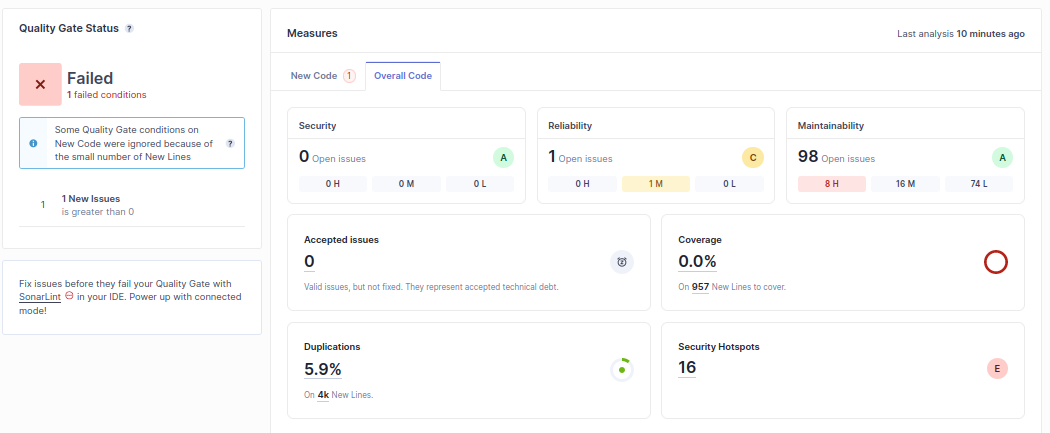 Quality Gate Status ?
Failed
1 failed conditions
Some Quality Gate conditions on
New Code were ignored because of
the small number of New Lines
?
1
1 New Issues
is greater than 0
Fix issues before they fail your Quality Gate with
SonarLint in your IDE. Power up with connected
mode!
Measures
Last analysis 10 minutes ago
New Code 1
Overall Code
Security
0 Open issues
A
0 H
0 M
0 L
Reliability
1 Open issues
C
0 H
1 M
0 L
Maintainability
98 Open issues
A
8 H
16 M
74 L
Accepted issues
0
Valid issues, but not fixed. They represent accepted technical debt.
Coverage
0.0%
On 957 New Lines to cover.
Duplications
5.9%
On 4k New Lines.
Security Hotspots
16
E